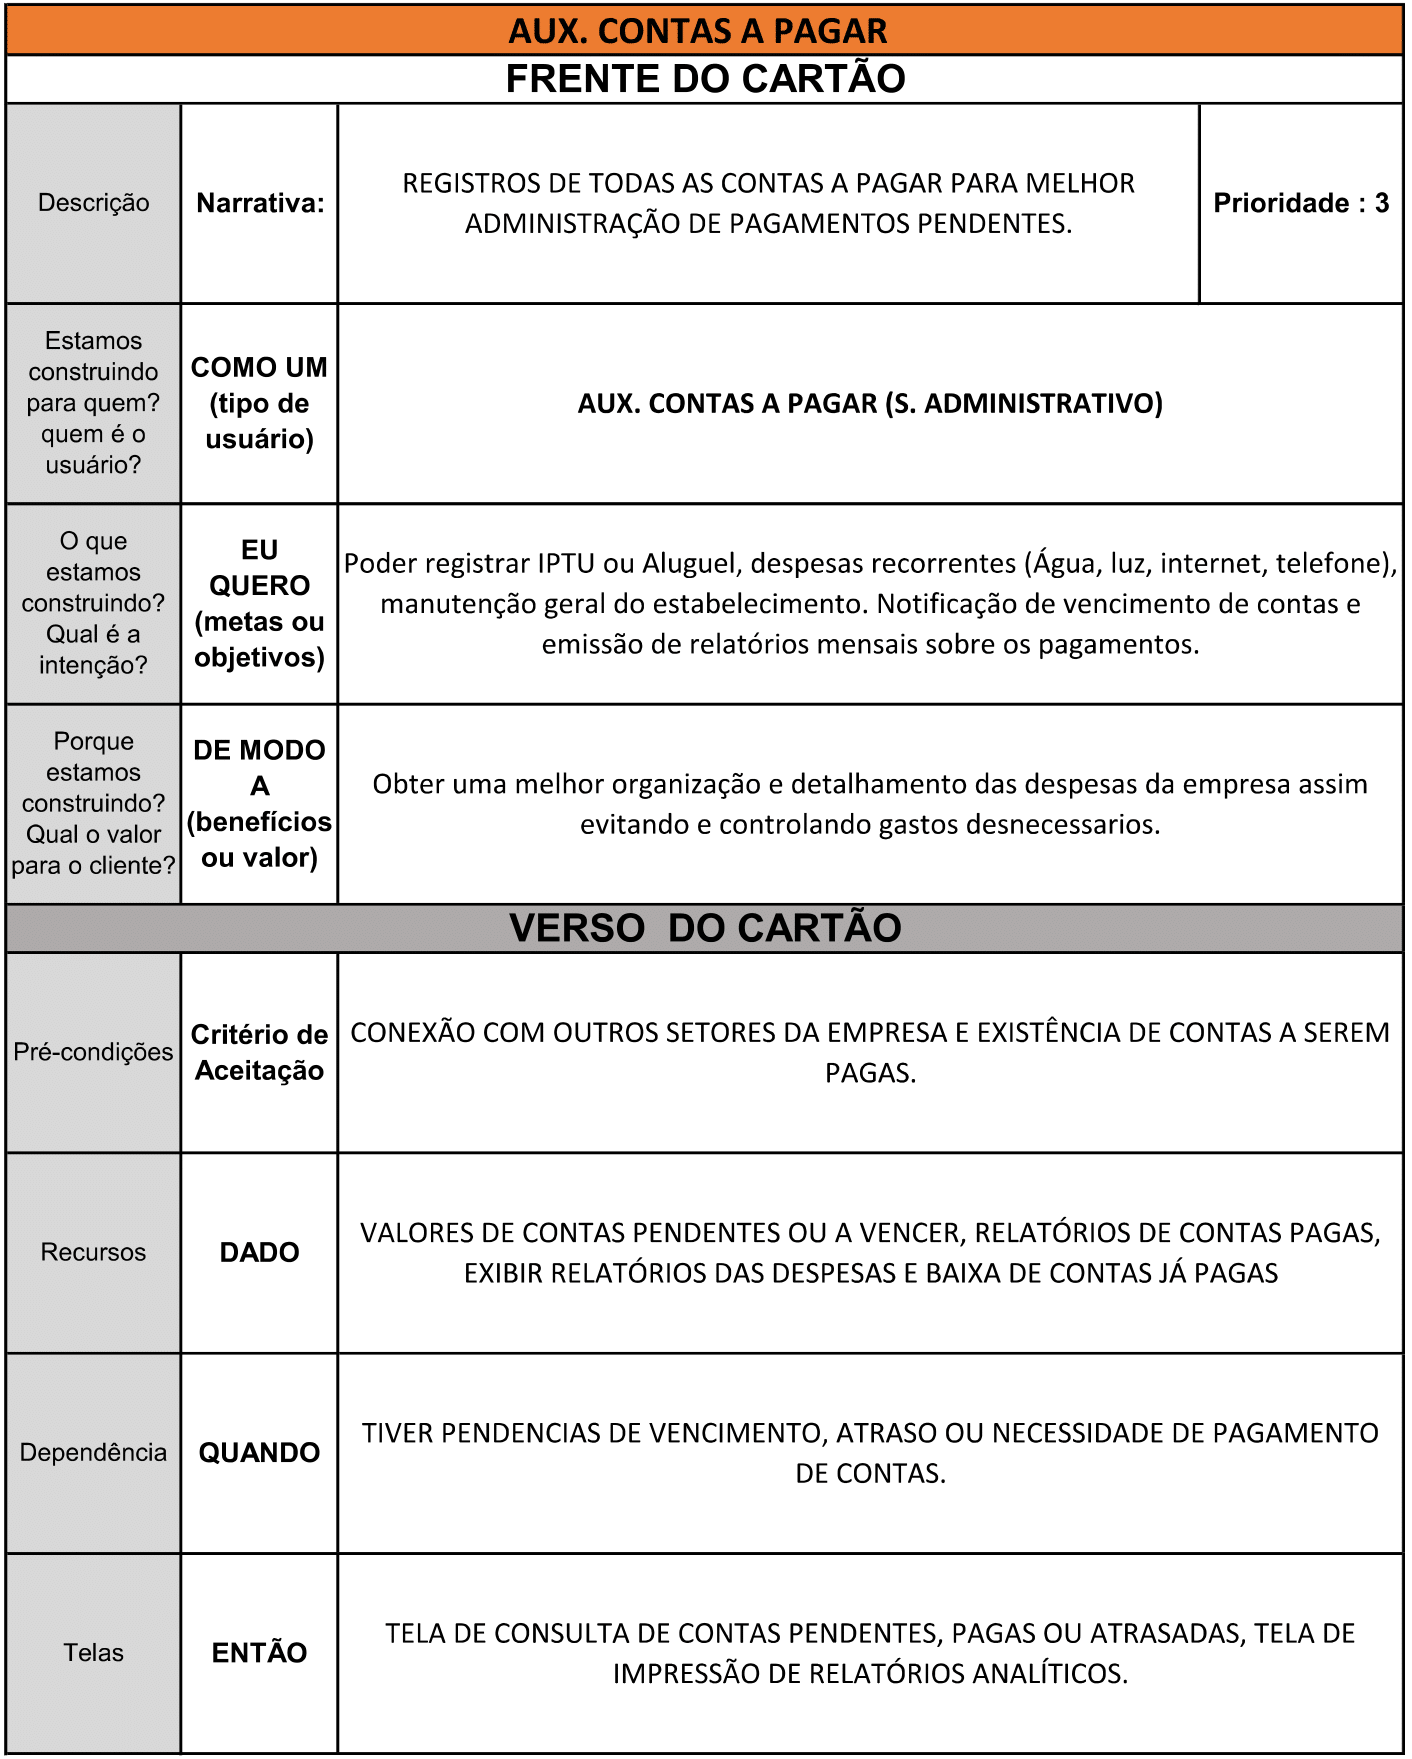 AUX. CONTAS A PAGAR
FRENTE DO CARTÃO
Descrição
Narrativa:
REGISTROS DE TODAS AS CONTAS A PAGAR PARA MELHOR
ADMINISTRAÇÃO DE PAGAMENTOS PENDENTES.
Prioridade : 3
Estamos
construindo
para quem?
quem é o
usuário?
COMO UM
(tipo de
usuário)
AUX. CONTAS A PAGAR (S. ADMINISTRATIVO)
O que
estamos
construindo?
Qual é a
intenção?
EU
QUERO
(metas ou
objetivos)
Poder registrar IPTU ou Aluguel, despesas recorrentes (Água, luz, internet, telefone),
manutenção geral do estabelecimento. Notificação de vencimento de contas e
emissão de relatórios mensais sobre os pagamentos.
Porque
estamos
construindo?
Qual o valor
para o cliente?
DE MODO
A
(benefícios
ou valor)
Obter uma melhor organização e detalhamento das despesas da empresa assim
evitando e controlando gastos desnecessarios.
VERSO DO CARTÃO
Pré-condições
Critério de
Aceitação
CONEXÃO COM OUTROS SETORES DA EMPRESA E EXISTÊNCIA DE CONTAS A SEREM
PAGAS.
Recursos
DADO
VALORES DE CONTAS PENDENTES OU A VENCER, RELATÓRIOS DE CONTAS PAGAS,
EXIBIR RELATÓRIOS DAS DESPESAS E BAIXA DE CONTAS JÁ PAGAS
Dependência
QUANDO
TIVER PENDENCIAS DE VENCIMENTO, ATRASO OU NECESSIDADE DE PAGAMENTO
DE CONTAS.
Telas
ENTÃO
TELA DE CONSULTA DE CONTAS PENDENTES, PAGAS OU ATRASADAS, TELA DE
IMPRESSÃO DE RELATÓRIOS ANALÍTICOS.